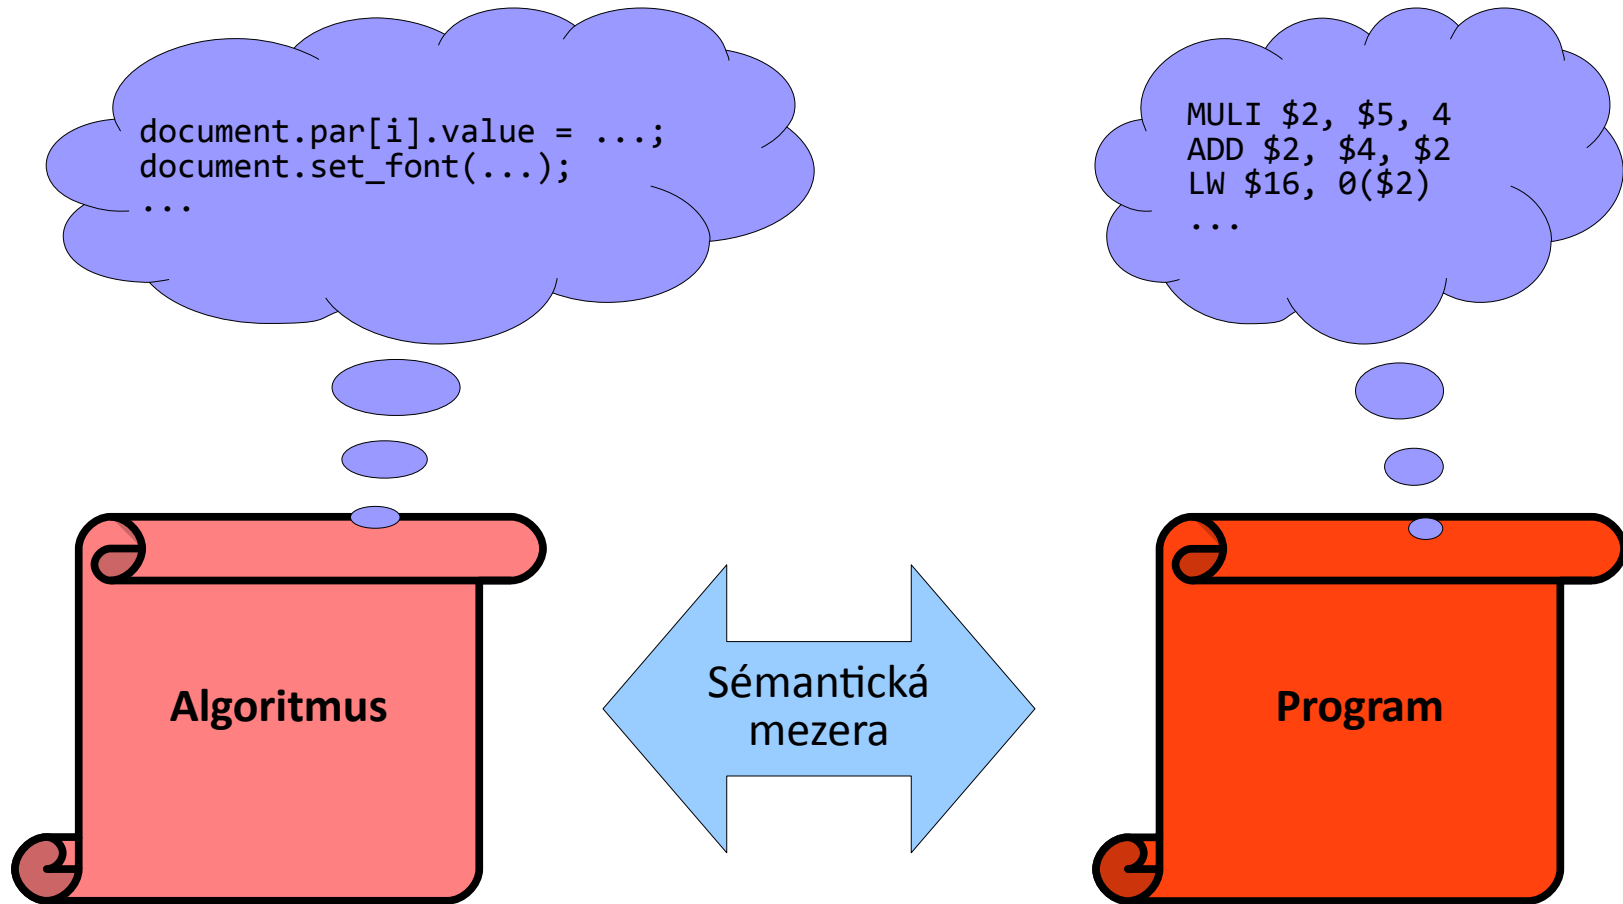 document.par[i].value = ...;
document.set_font(...);
...
MULI $2, $5, 4
ADD $2, $4, $2
LW $16, 0($2)
...
Algoritmus
Sémantická
mezera
Program